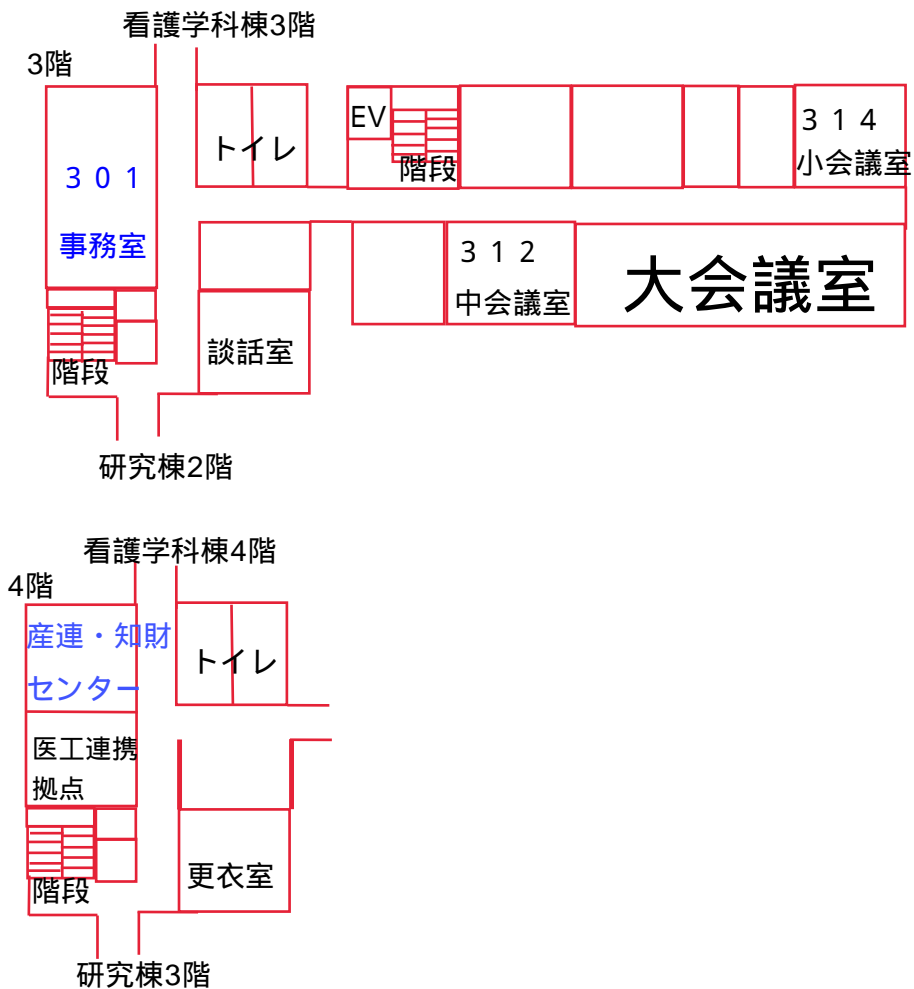 看護学科棟3階
3階
EV
トイレ
階段
３１４
小会議室
３０１
事務室
３１２
中会議室
大会議室
談話室
階段
研究棟2階
看護学科棟4階
4階
産連・知財
センター
トイレ
医工連携
拠点
階段
更衣室
研究棟3階